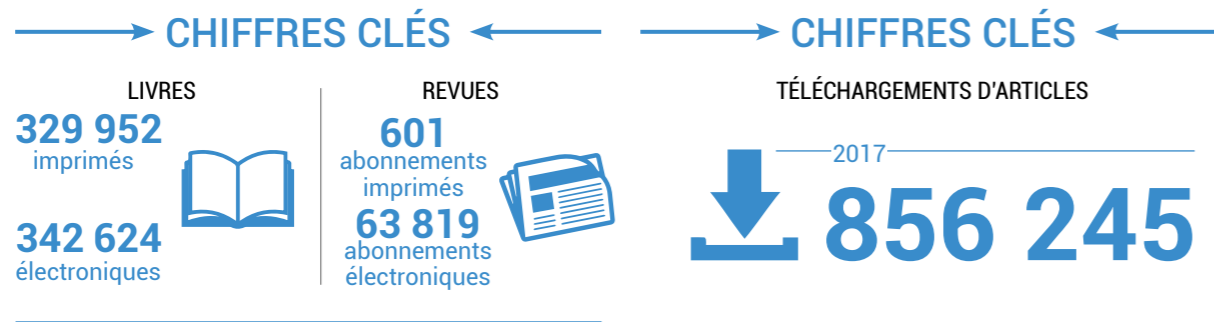 CHIFFRES CLÉS
LIVRES
329 952
imprimés
342 624
électroniques
REVUES
601
abonnements
imprimés
63 819
abonnements
électroniques
CHIFFRES CLÉS
TÉLÉCHARGEMENTS D'ARTICLES
2017
856 245